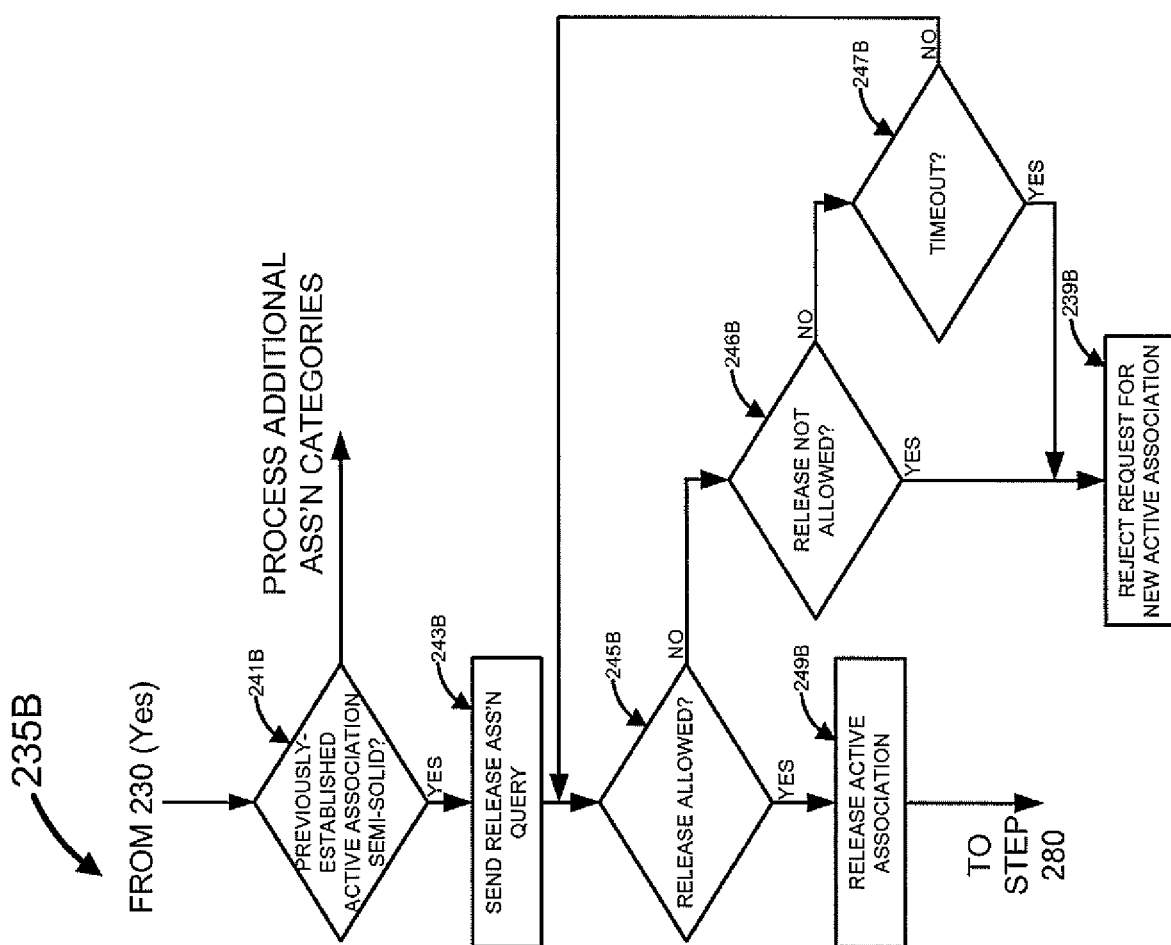 235B
FROM 230 (Yes)
241B
PREVIOUSLY-
ESTABLISHED
ACTIVE ASSOCIATION
SEMI-SOLID?
YES
PROCESS ADDITIONAL
ASS'N CATEGORIES
243B
SEND RELEASE ASS'N
QUERY
245B
RELEASE ALLOWED?
NO
YES
249B
RELEASE ACTIVE
ASSOCIATION
TO
STEP
280
246B
RELEASE NOT
ALLOWED?
NO
YES
247B
TIMEOUT?
NO
YES
239B
REJECT REQUEST FOR
NEW ACTIVE ASSOCIATION